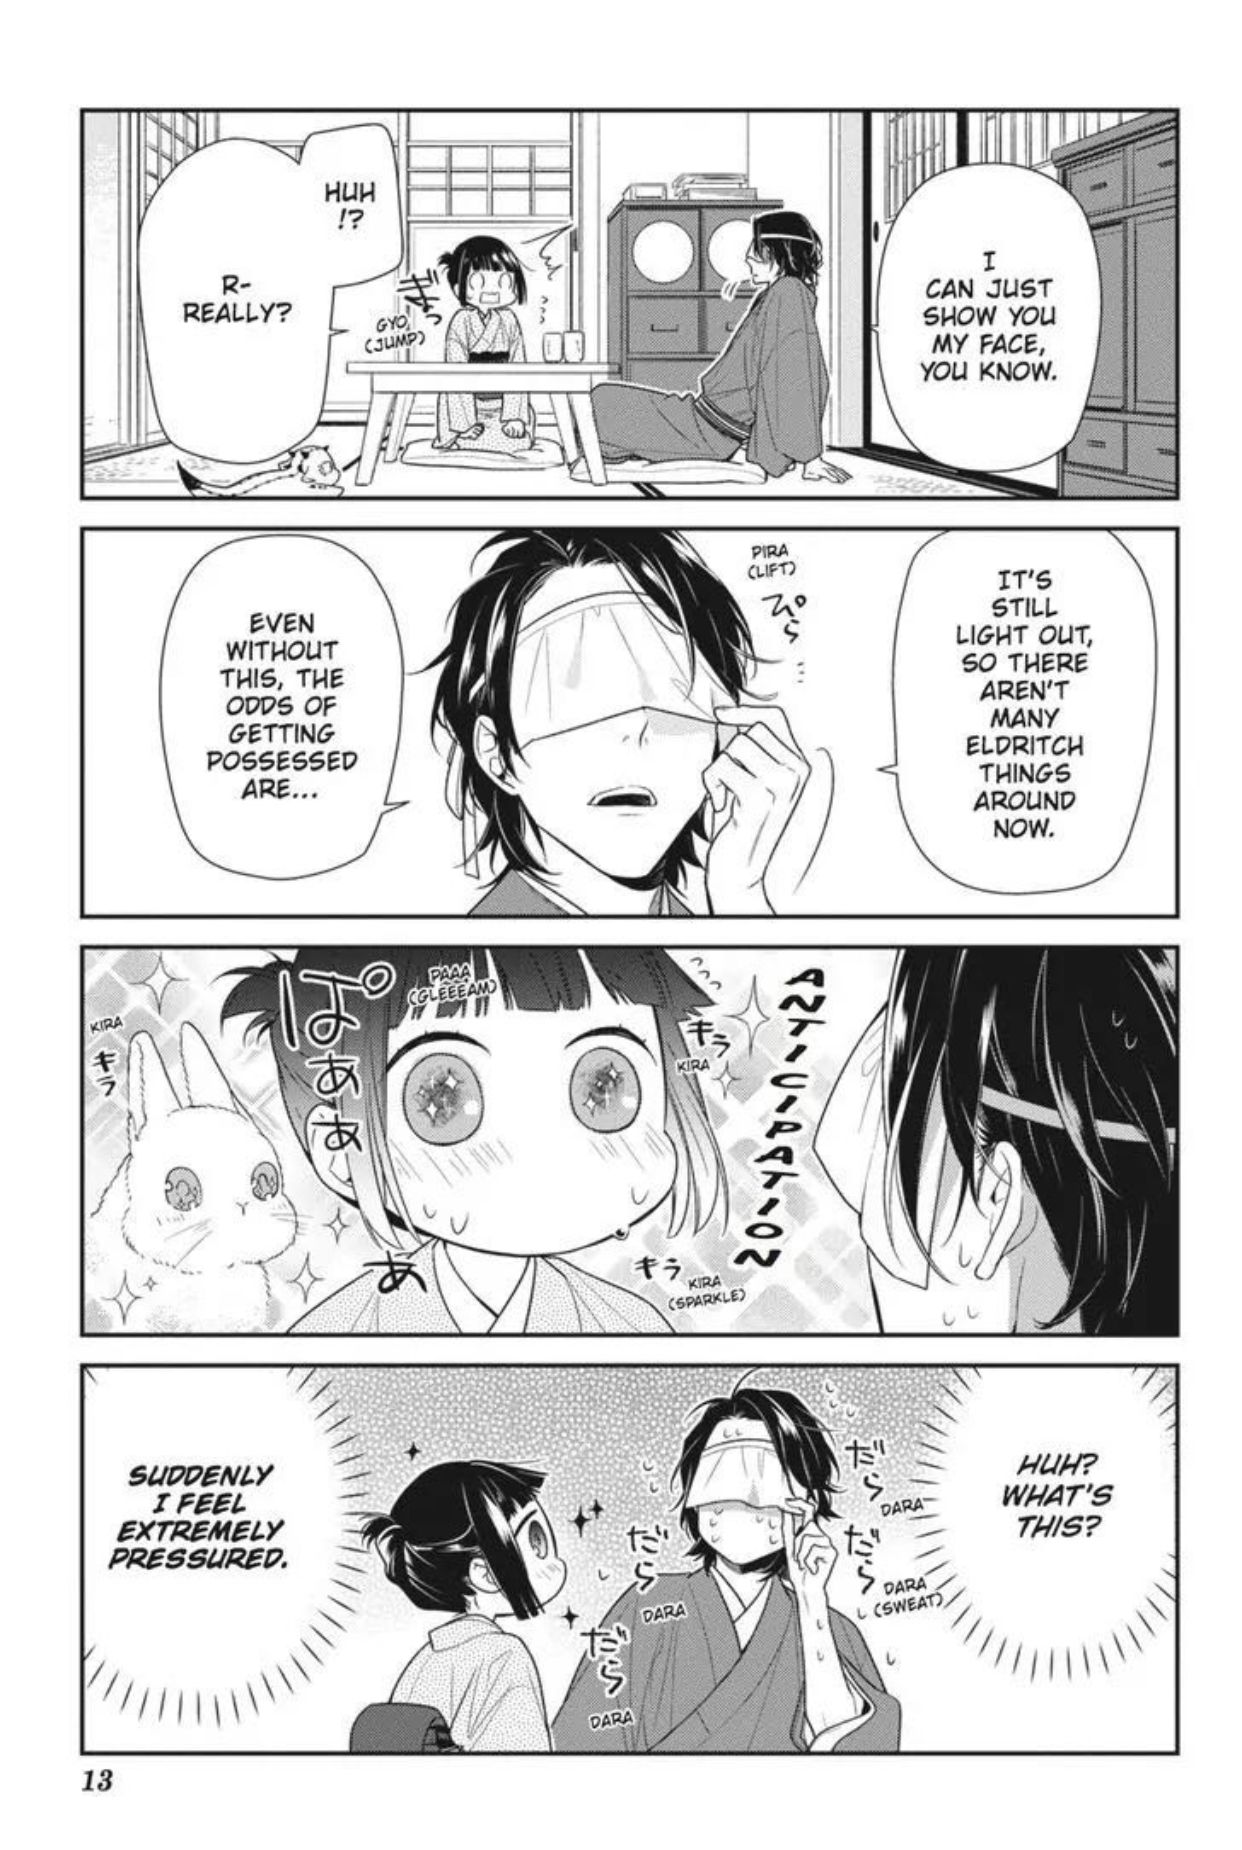 I
CAN JUST
SHOW YOU
MY FACE,
YOU KNOW.
HUH
!?
R-
REALLY?
ぎょっ
GYO
(JUMP)
IT'S
STILL
LIGHT OUT,
SO THERE
AREN'T
MANY
ELDRITCH
THINGS
AROUND
NOW.
PIRA
(LIFT)
ぴら
EVEN
WITHOUT
THIS, THE
ODDS OF
GETTING
POSSESSED
ARE...
ANTICIPATION
キラ
KIRA
キラ
KIRA
(SPARKLE)
PAAA
(GLEEEAM)
ぱぁぁ
ぁ
KIRA
キラ
HUH?
WHAT'S
THIS?
だら
DARA
だら
DARA
(SWEAT)
だら
DARA
だら
DARA
SUDDENLY
I FEEL
EXTREMELY
PRESSURED.
13